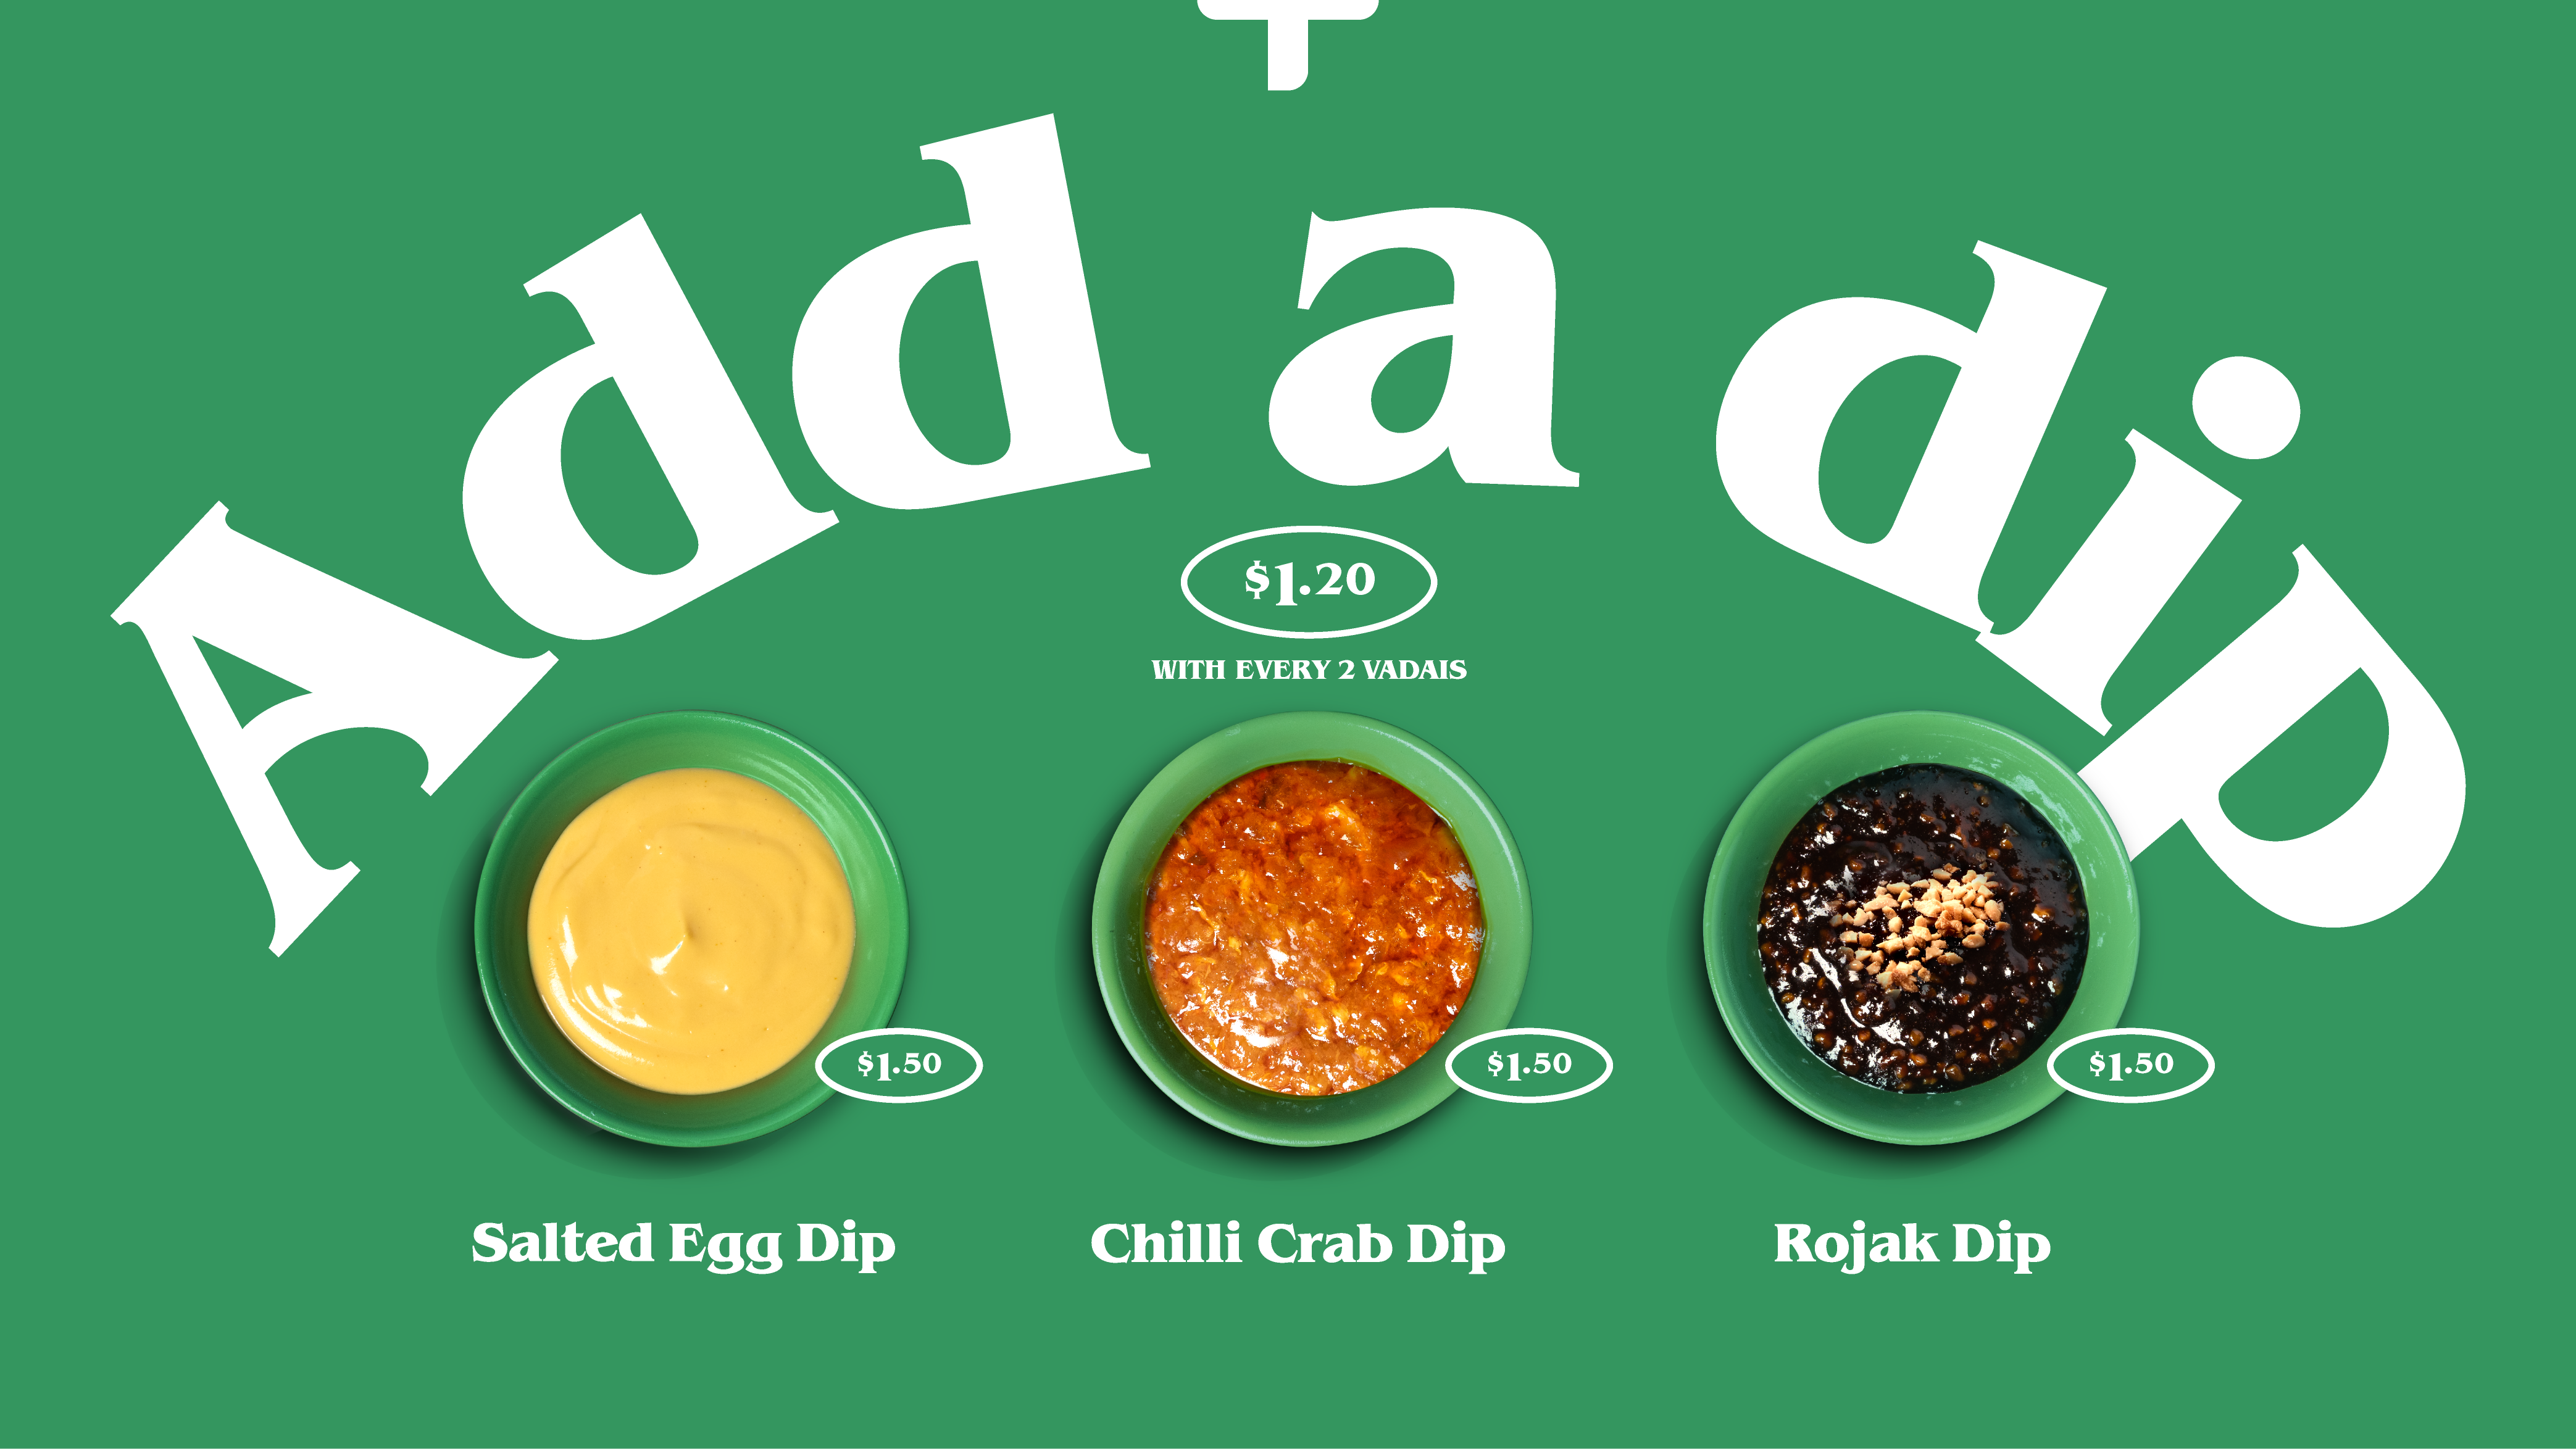 Add a dip
$1.20
WITH EVERY 2 VADAIS
$1.50
$1.50
$1.50
Salted Egg Dip
Chilli Crab Dip
Rojak Dip